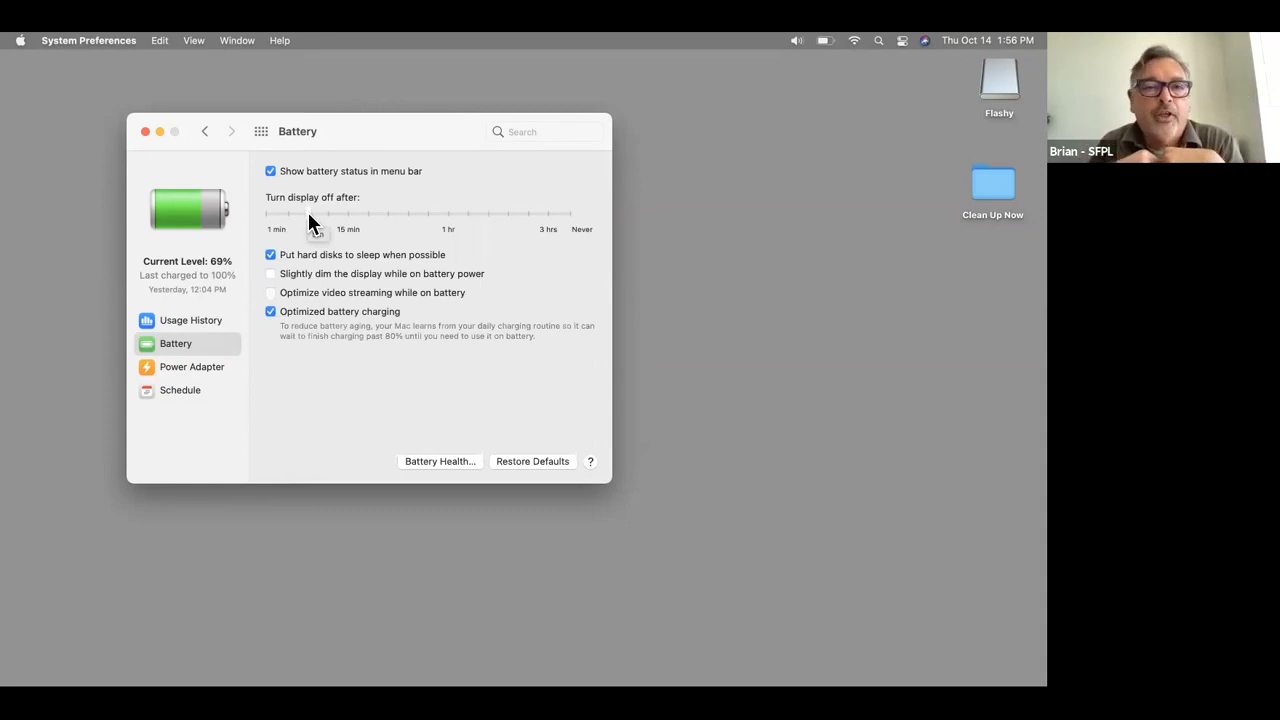 System Preferences Edit View Window Help
Thu Oct 14 1:56 PM
Flashy
Brian - SFPL
Clean Up Now
Battery
Search
Current Level: 69%
Last charged to 100%
Yesterday, 12:04 PM
Usage History
Battery
Power Adapter
Schedule
Show battery status in menu bar
Turn display off after:
1 min
15 min
1 hr
3 hrs
Never
Put hard disks to sleep when possible
Slightly dim the display while on battery power
Optimize video streaming while on battery
Optimized battery charging
To reduce battery aging, your Mac learns from your daily charging routine so it can
wait to finish charging past 80% until you need to use it on battery.
Battery Health...
Restore Defaults
?